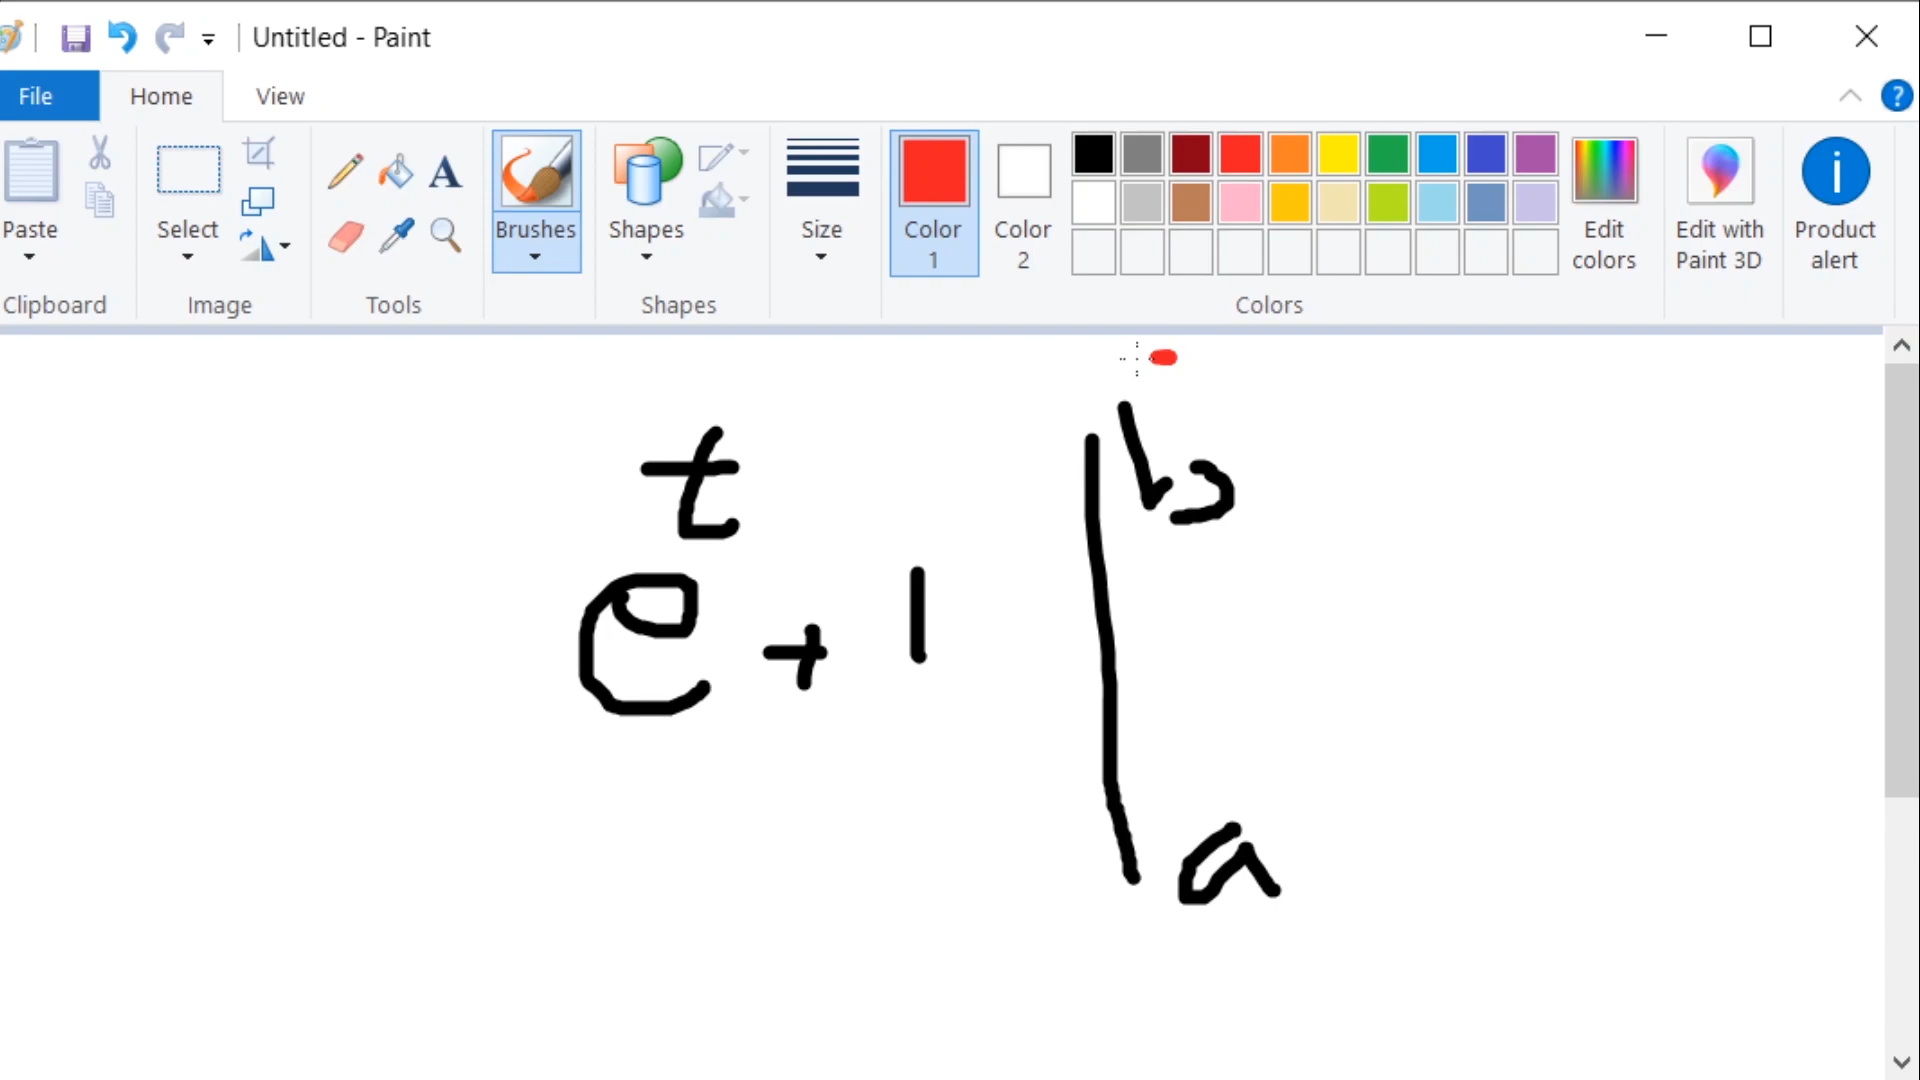 Untitled - Paint
File Home View
Paste Select Brushes Shapes Size Color 1 Color 2 Edit colors Edit with Paint 3D Product alert
Clipboard Image Tools Shapes Colors
t b
e + 1
a